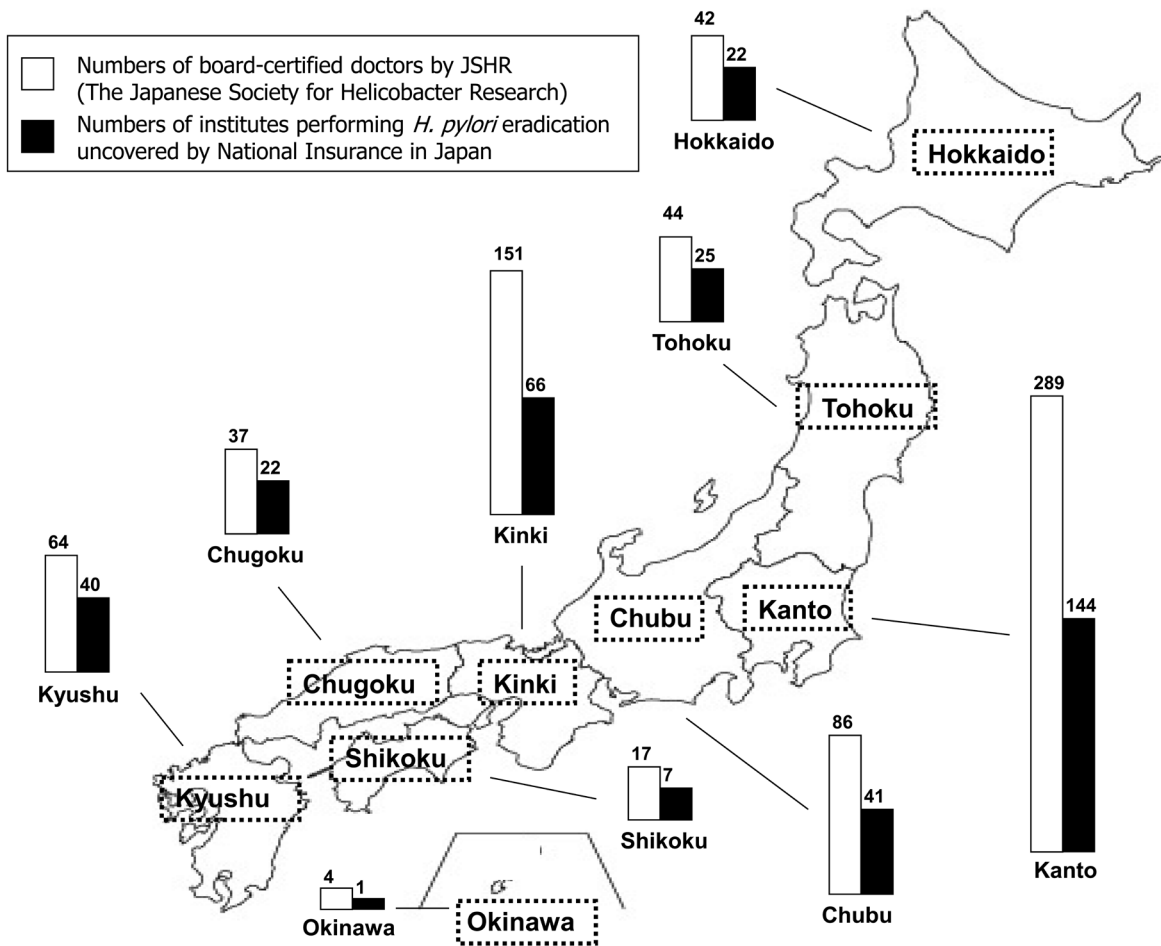 Numbers of board-certified doctors by JSHR
(The Japanese Society for Helicobacter Research)
Numbers of institutes performing H. pylori eradication
uncovered by National Insurance in Japan
42
22
Hokkaido
Hokkaido
44
25
Tohoku
Tohoku
151
66
Kinki
289
144
Kanto
37
22
Chugoku
64
40
Kyushu
Chubu
Kanto
Chugoku
Kinki
Shikoku
Kyushu
17
7
Shikoku
86
41
Chubu
4
1
Okinawa
Okinawa